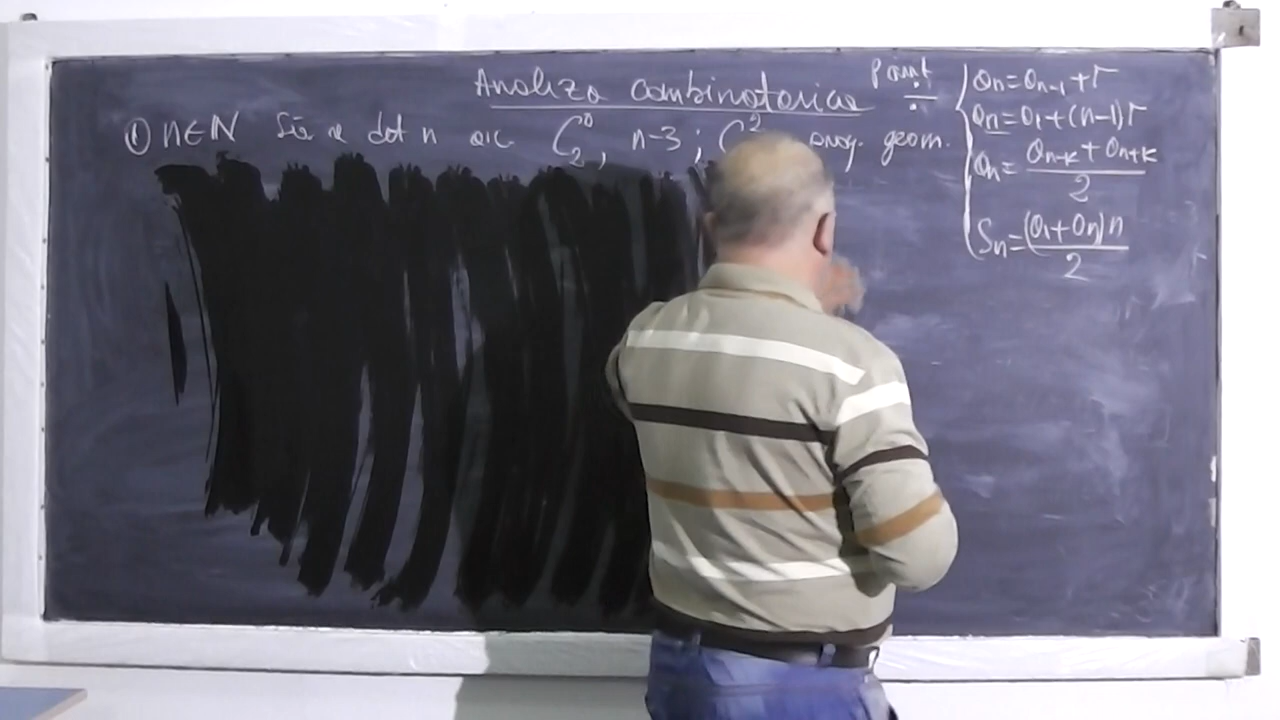 Analiza combinatorica
① n∈N Să se det n aî C₂⁰, n-3; C² prog. geom.
÷
aₙ=aₙ₋₁+r
aₙ=a₁+(n-1)r
aₙ=(aₙ₋ₖ+aₙ₊ₖ)/2
Sₙ=(a₁+aₙ)n/2